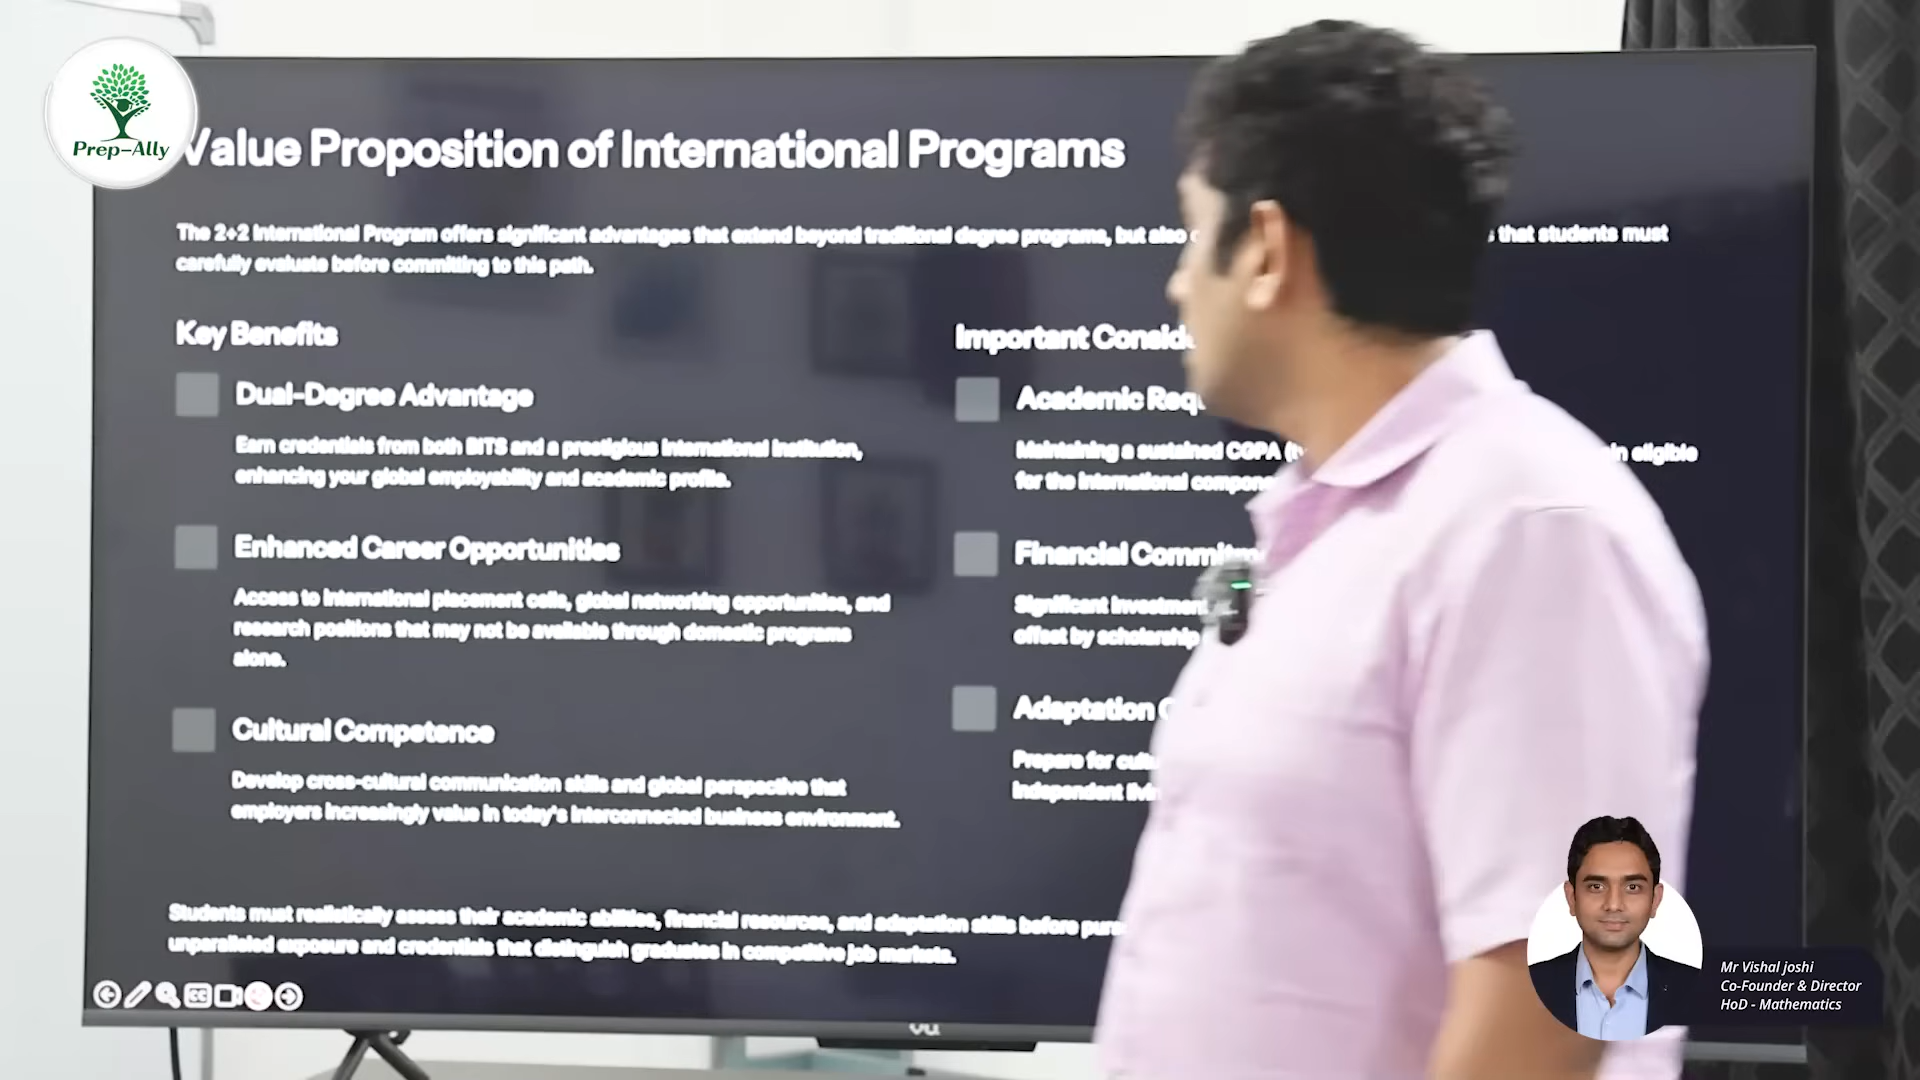 Prep-Ally
Value Proposition of International Programs
The 2+2 International Program offers significant advantages that extend beyond traditional degree programs, but also
that students must
carefully evaluate before committing to this path.
Key Benefits
Dual-Degree Advantage
Earn credentials from both BITS and a prestigious international institution,
enhancing your global employability and academic profile.
Enhanced Career Opportunities
Access to international placement cells, global networking opportunities, and
research positions that may not be available through domestic programs
alone.
Cultural Competence
Develop cross-cultural communication skills and global perspective that
employers increasingly value in today's interconnected business environment.
Important
Academic
Maintaining a sustained CGPA
eligible
for the international
Financial
Significant
offset by scholarship
Adaptation
Prepare for
independent
Students must realistically assess their academic abilities, financial resources, and adaptation skills before
unparalleled exposure and credentials that distinguish graduates in competitive job markets.
CC
Mr Vishal joshi
Co-Founder & Director
HoD - Mathematics